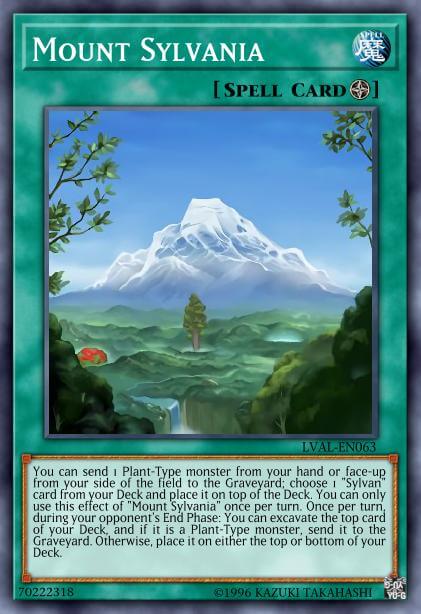 Mount Sylvania
SPELL
魔
[Spell Card]
LVAL-EN063
You can send 1 Plant-Type monster from your hand or face-up
from your side of the field to the Graveyard; choose 1 "Sylvan"
card from your Deck and place it on top of the Deck. You can only
use this effect of "Mount Sylvania" once per turn. Once per turn,
during your opponent's End Phase: You can excavate the top card
of your Deck, and if it is a Plant-Type monster, send it to the
Graveyard. Otherwise, place it on either the top or bottom of your
Deck.
70222318
©1996 KAZUKI TAKAHASHI